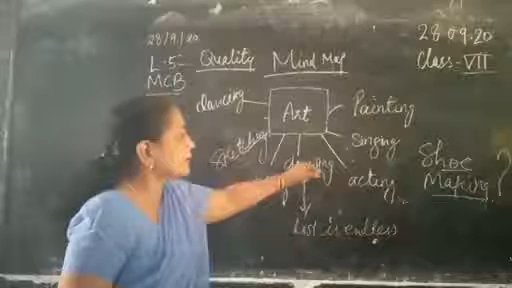 28/9/20
L-5-
MCB
Quality Mind Map
28.09.20
Class-VII
dancing
Art
Painting
Sketching
Singing
drawing
acting
Shoe
Making?
List is endless